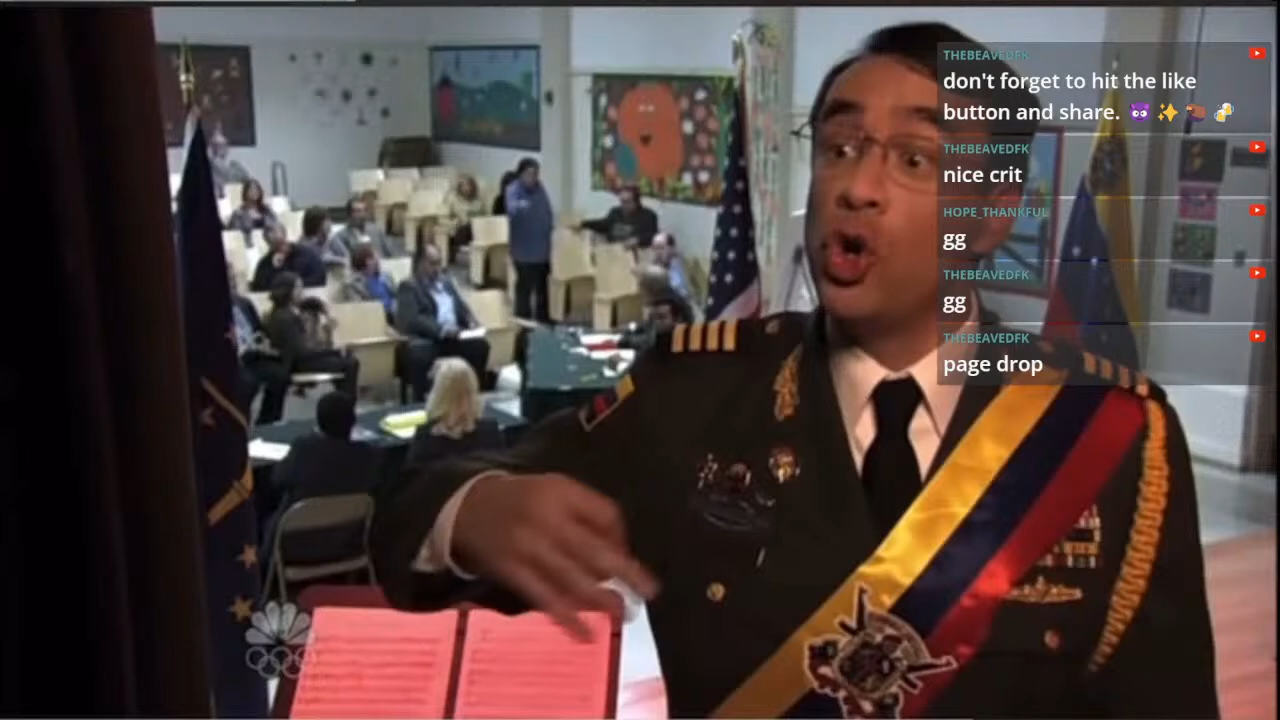 THEBEAVEDFK
don't forget to hit the like
button and share. 😈 ✨
THEBEAVEDFK
nice crit
HOPE_THANKFUL
gg
THEBEAVEDFK
gg
THEBEAVEDFK
page drop